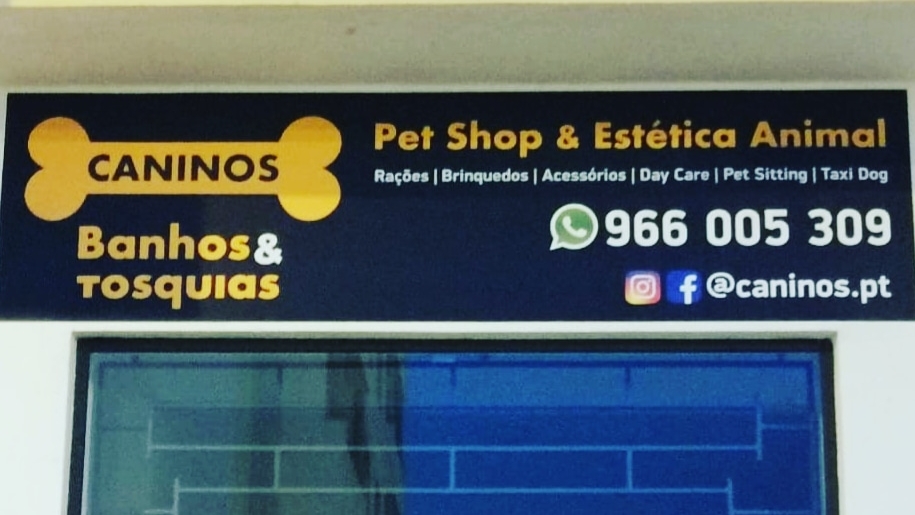 CANINOS
Banhos &
Tosquias
Pet Shop & Estética Animal
Rações | Brinquedos | Acessórios | Day Care | Pet Sitting | Taxi Dog
966 005 309
@caninos.pt